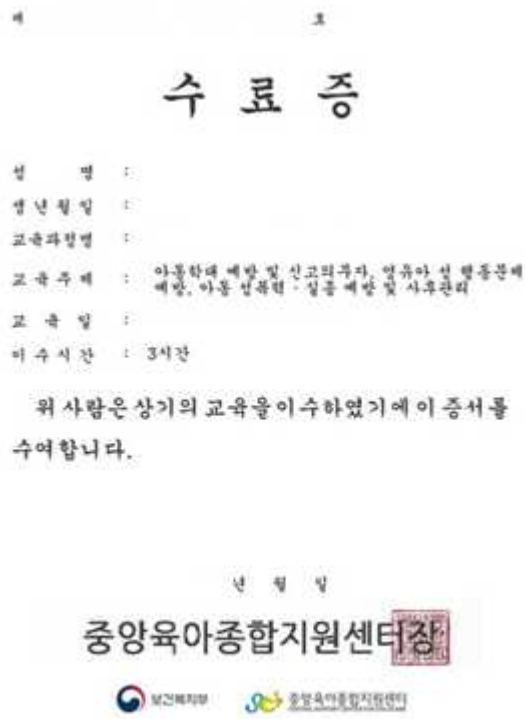 제 호
수 료 증
성 명 :
생년월일 :
교육과정명 :
교육주제 : 아동학대 예방 및 신고의무자, 영유아 성 행동문제
예방, 아동 성폭력·실종 예방 및 사후관리
교 육 일 :
이수시간 : 3시간
위 사람은 상기의 교육을 이수하였기에 이 증서를
수여합니다.
년 월 일
중앙육아종합지원센터장
보건복지부 중앙육아종합지원센터